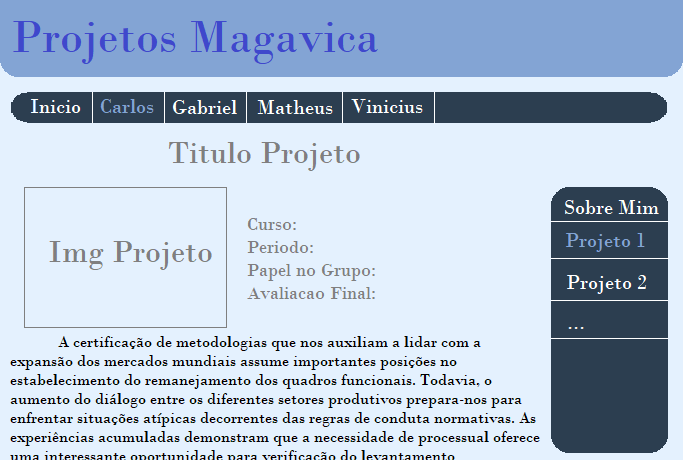 Projetos Magavica
Inicio Carlos Gabriel Matheus Vinicius
Titulo Projeto
Img Projeto
Curso:
Periodo:
Papel no Grupo:
Avaliacao Final:
Sobre Mim
Projeto 1
Projeto 2
...
A certificação de metodologias que nos auxiliam a lidar com a
expansão dos mercados mundiais assume importantes posições no
estabelecimento do remanejamento dos quadros funcionais. Todavia, o
aumento do diálogo entre os diferentes setores produtivos prepara-nos para
enfrentar situações atípicas decorrentes das regras de conduta normativas. As
experiências acumuladas demonstram que a necessidade de processual oferece
uma interessante oportunidade para verificação do levantamento